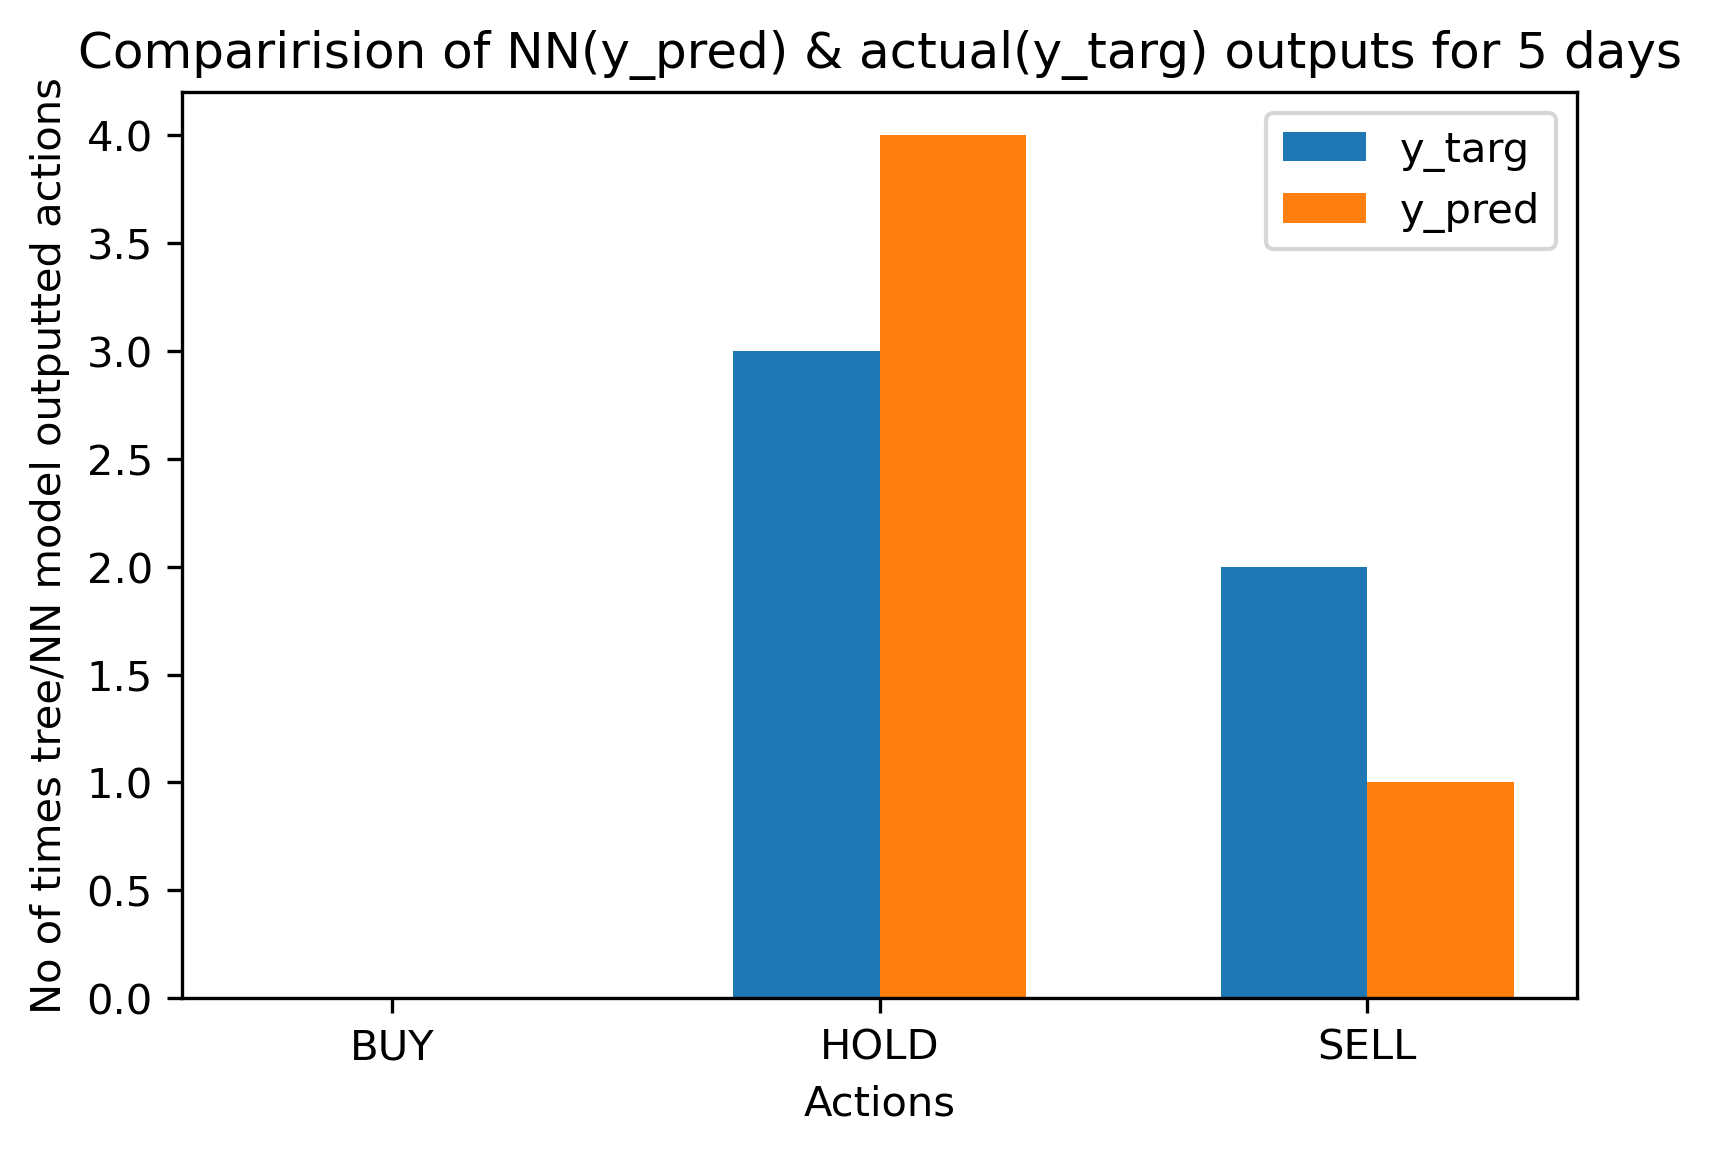 Comparirision of NN(y_pred) & actual(y_targ) outputs for 5 days
No of times tree/NN model outputted actions
4.0
3.5
3.0
2.5
2.0
1.5
1.0
0.5
0.0
y_targ
y_pred
BUY
HOLD
SELL
Actions